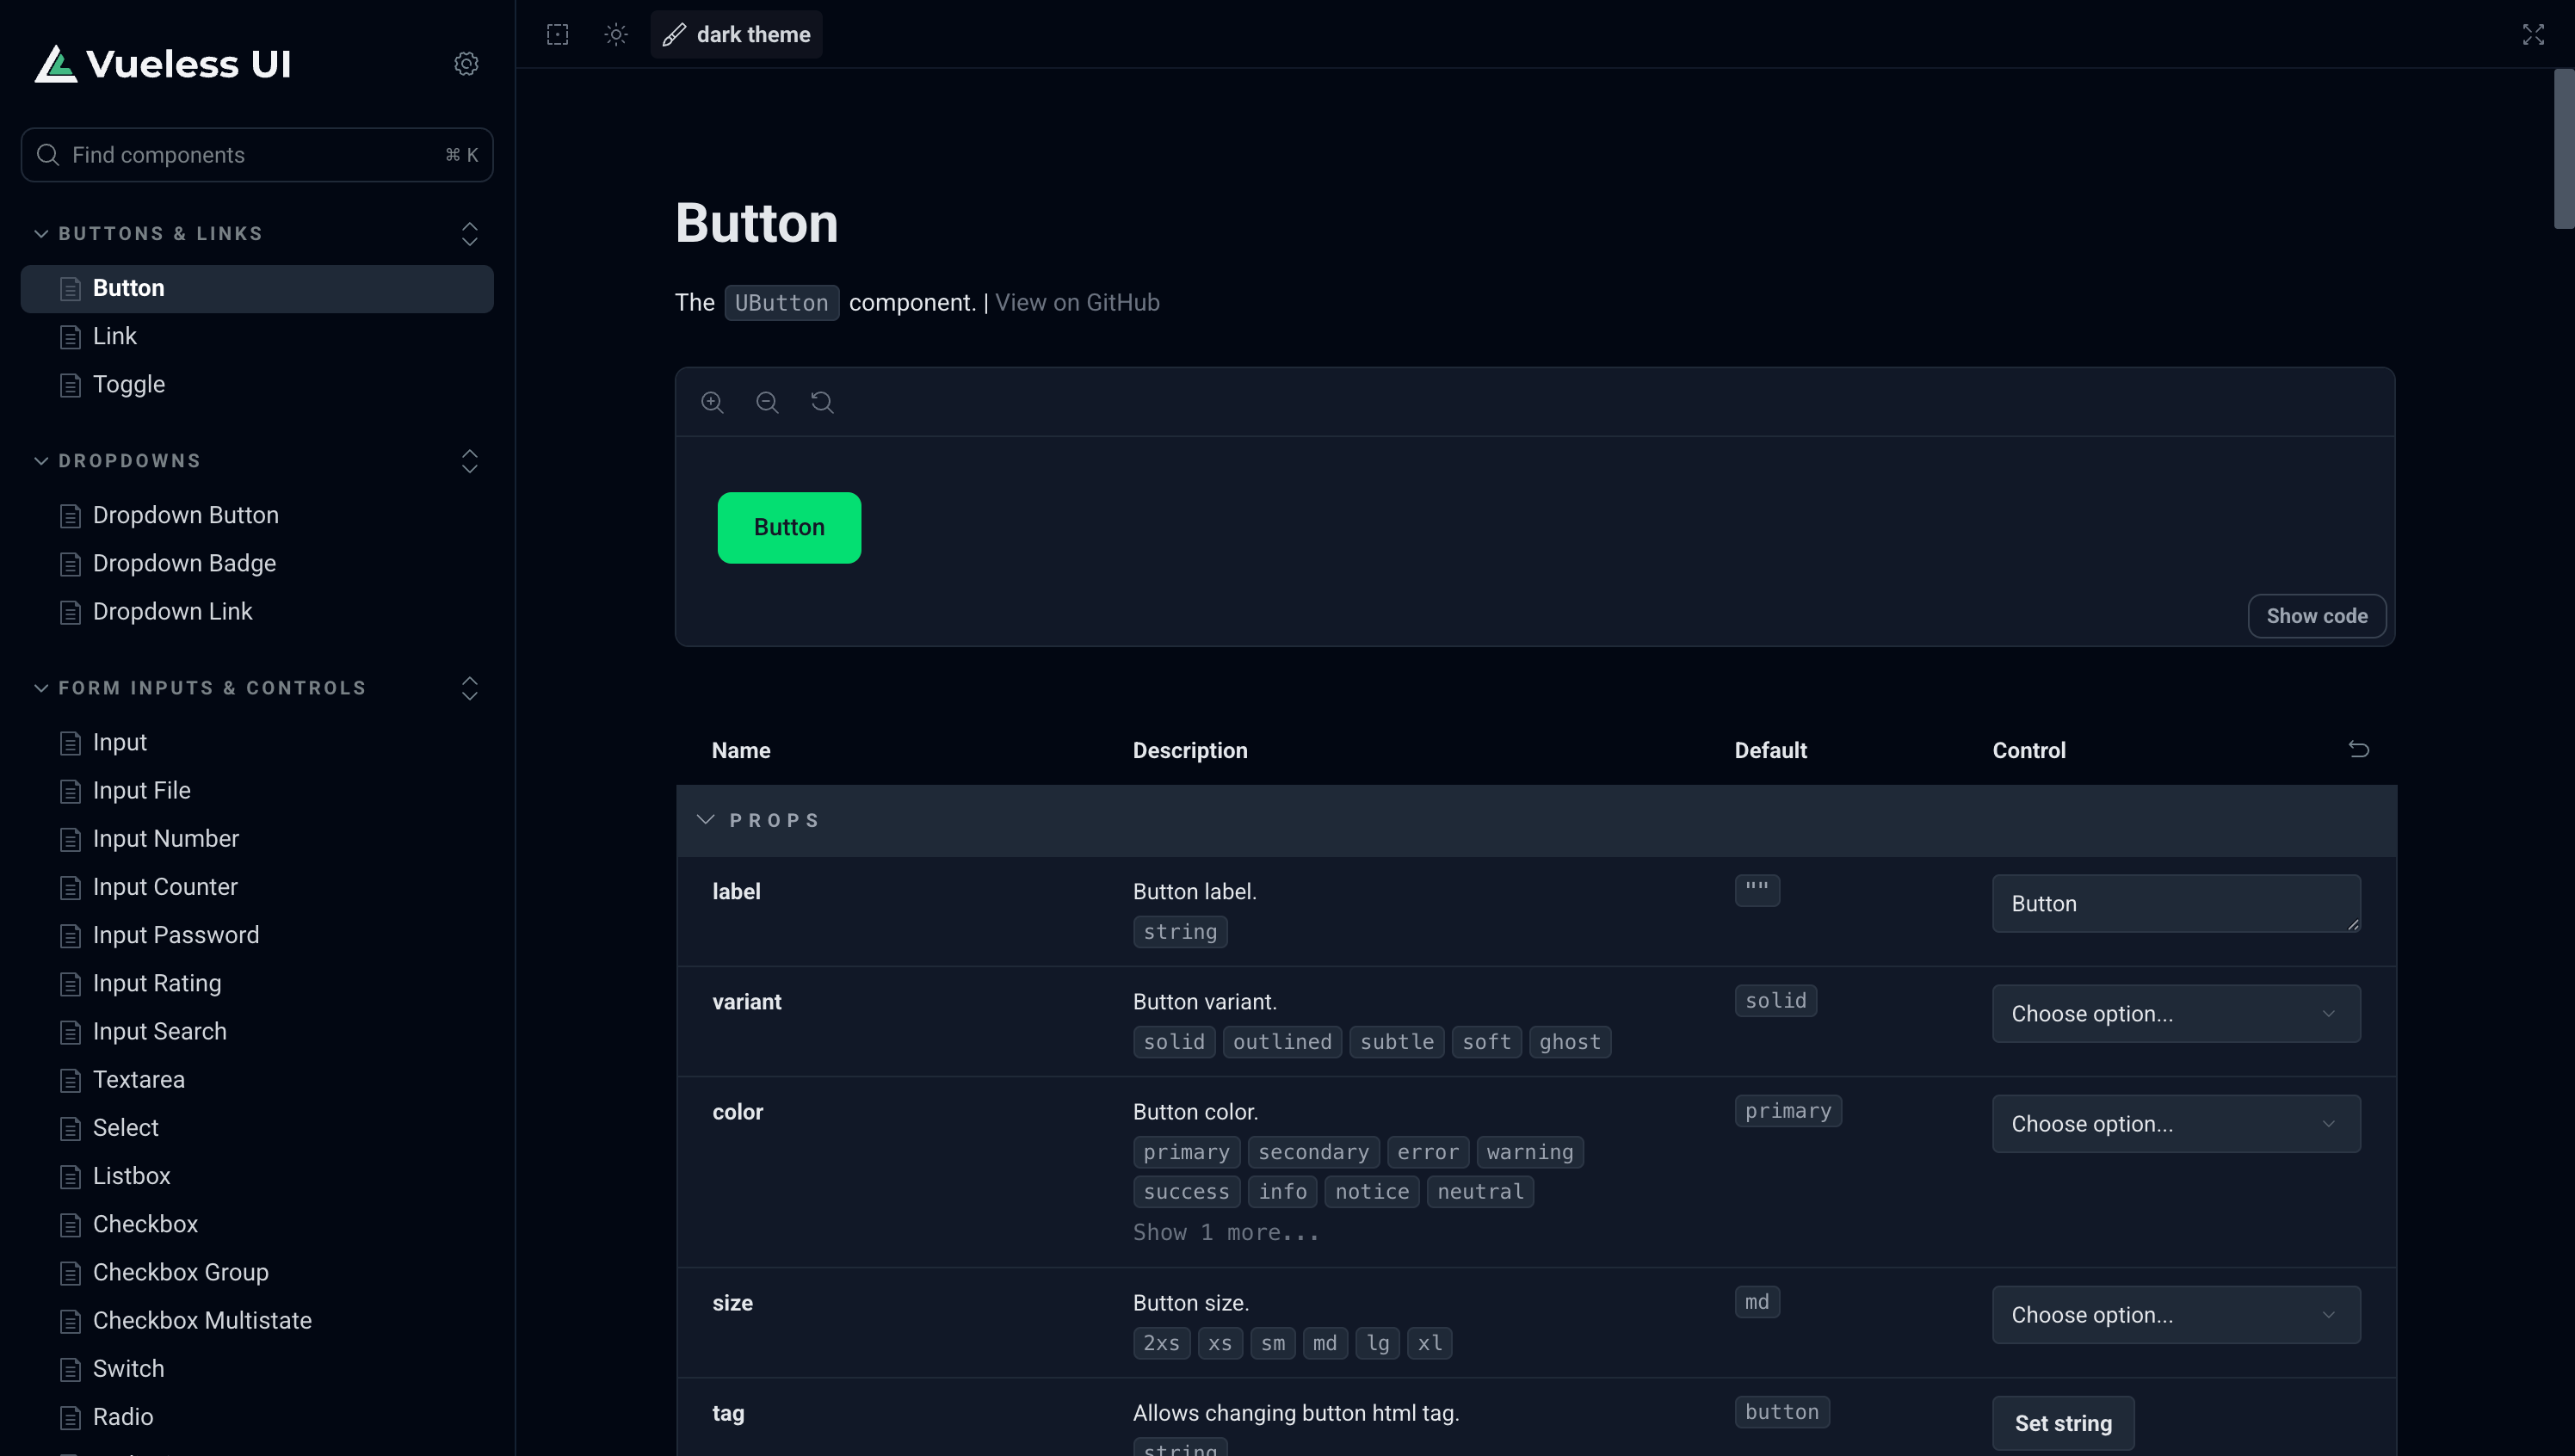 Vueless UI
Find components
⌘ K
BUTTONS & LINKS
Button
Link
Toggle
DROPDOWNS
Dropdown Button
Dropdown Badge
Dropdown Link
FORM INPUTS & CONTROLS
Input
Input File
Input Number
Input Counter
Input Password
Input Rating
Input Search
Textarea
Select
Listbox
Checkbox
Checkbox Group
Checkbox Multistate
Switch
Radio
dark theme
Button
The UButton component. | View on GitHub
Button
Show code
Name Description Default Control
PROPS
label Button label. "" Button
string
variant Button variant. solid Choose option...
solid outlined subtle soft ghost
color Button color. primary Choose option...
primary secondary error warning
success info notice neutral
Show 1 more...
size Button size. md Choose option...
2xs xs sm md lg xl
tag Allows changing button html tag. button Set string
string